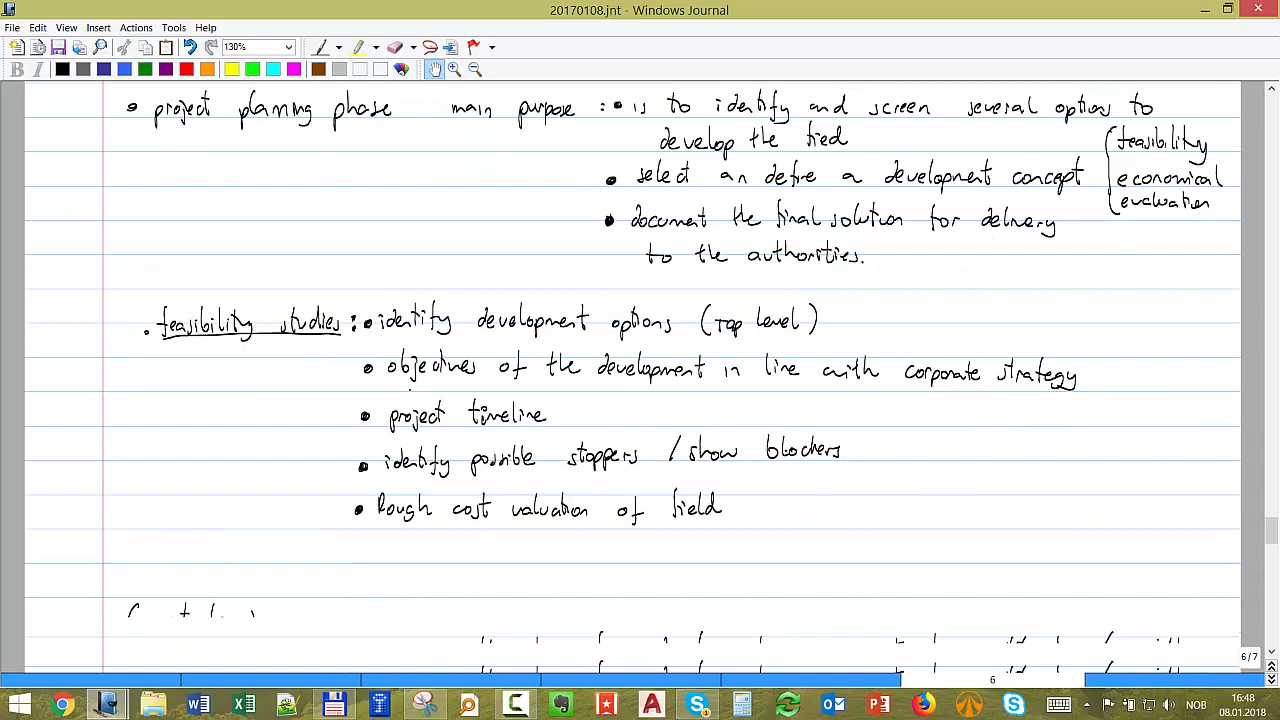 20170108.jnt - Windows Journal
File Edit View Insert Actions Tools Help
130%
B I
• project planning phase main purpose : • is to identify and screen several options to
develop the fied
feasibility
• select an define a development concept
economical
evaluation
• document the final solution for delivery
to the authorities.
• feasibility studies : • identify development options (Top level)
• objectives of the development in line with corporate strategy
• project timeline
• identify possible stoppers / show blockers
• Rough cost valuation of field
6 / 7
6
16:48
NOB
08.01.2018